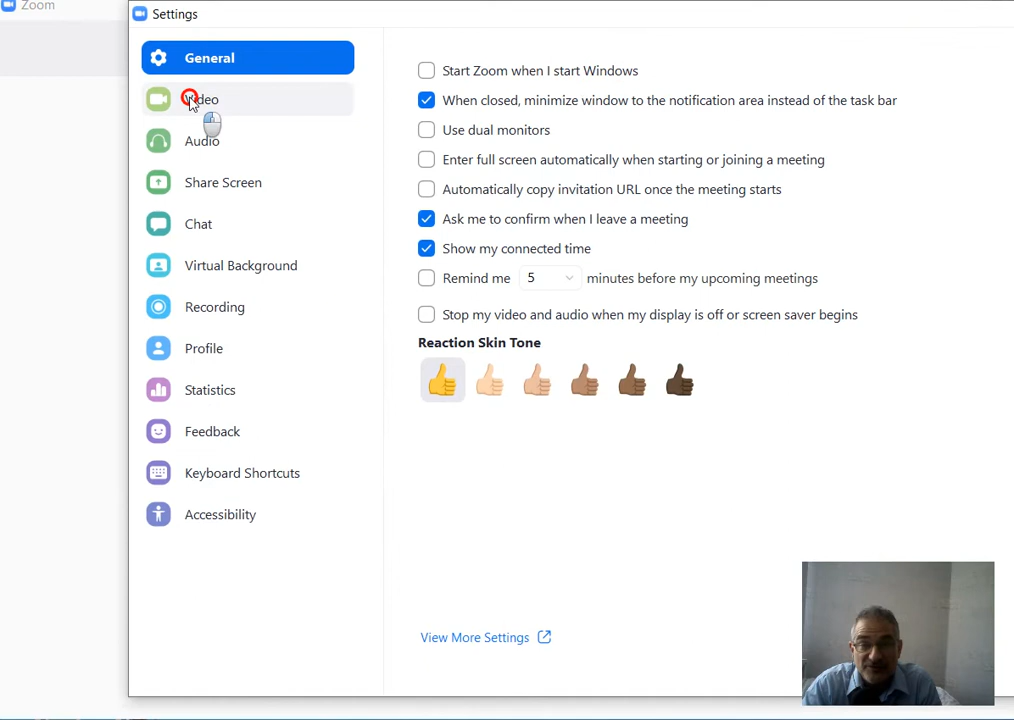 Zoom
Settings
General
Video
Audio
Share Screen
Chat
Virtual Background
Recording
Profile
Statistics
Feedback
Keyboard Shortcuts
Accessibility
Start Zoom when I start Windows
When closed, minimize window to the notification area instead of the task bar
Use dual monitors
Enter full screen automatically when starting or joining a meeting
Automatically copy invitation URL once the meeting starts
Ask me to confirm when I leave a meeting
Show my connected time
Remind me 5 minutes before my upcoming meetings
Stop my video and audio when my display is off or screen saver begins
Reaction Skin Tone
View More Settings